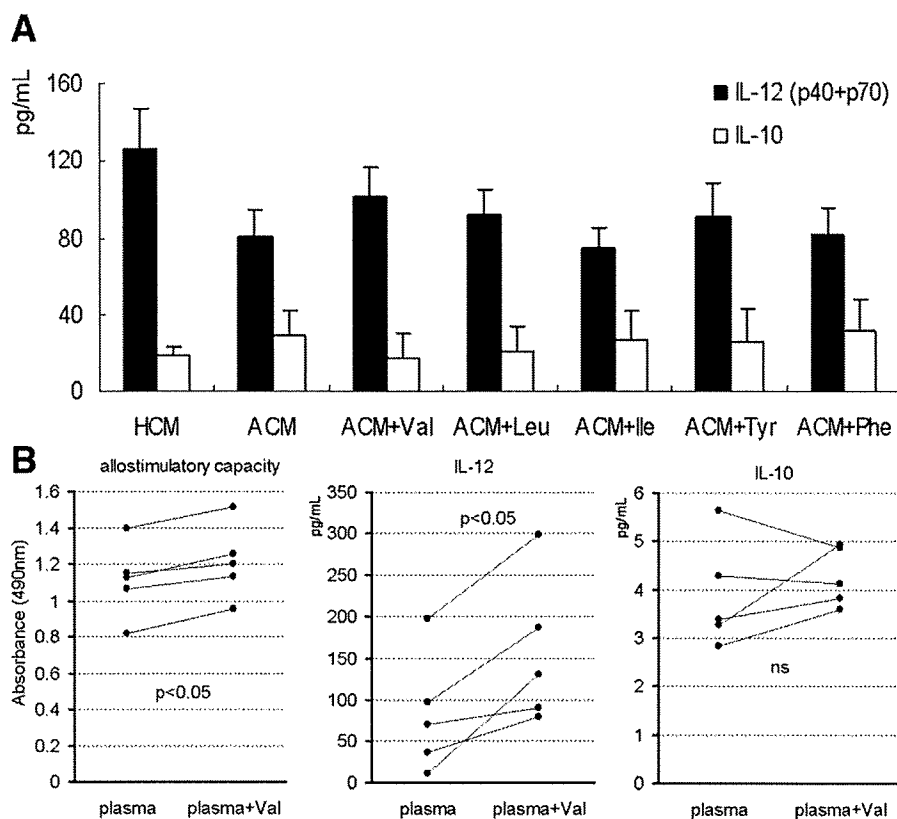 A
pg/mL
160
120
80
40
0
IL-12 (p40+p70)
IL-10
HCM ACM ACM+Val ACM+Leu ACM+Ile ACM+Tyr ACM+Phe
B
allostimulatory capacity
Absorbance (490nm)
1.6
1.4
1.2
1
0.8
0.6
0.4
0.2
0
p<0.05
plasma plasma+Val
IL-12
pg/mL
350
300
250
200
150
100
50
0
p<0.05
plasma plasma+Val
IL-10
pg/mL
6
5
4
3
2
1
0
ns
plasma plasma+Val